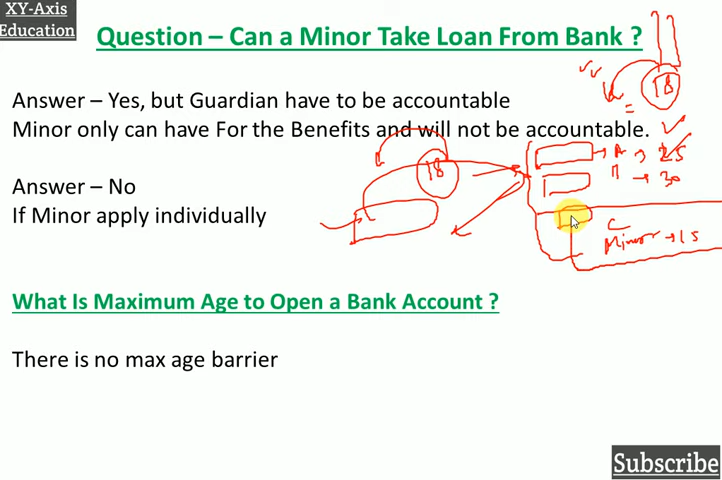 XY-Axis
Education
Question – Can a Minor Take Loan From Bank ?
18
Answer – Yes, but Guardian have to be accountable
Minor only can have For the Benefits and will not be accountable.
18
A → 25
B → 30
Answer – No
If Minor apply individually
C
Minor → 15
What Is Maximum Age to Open a Bank Account ?
There is no max age barrier
Subscribe